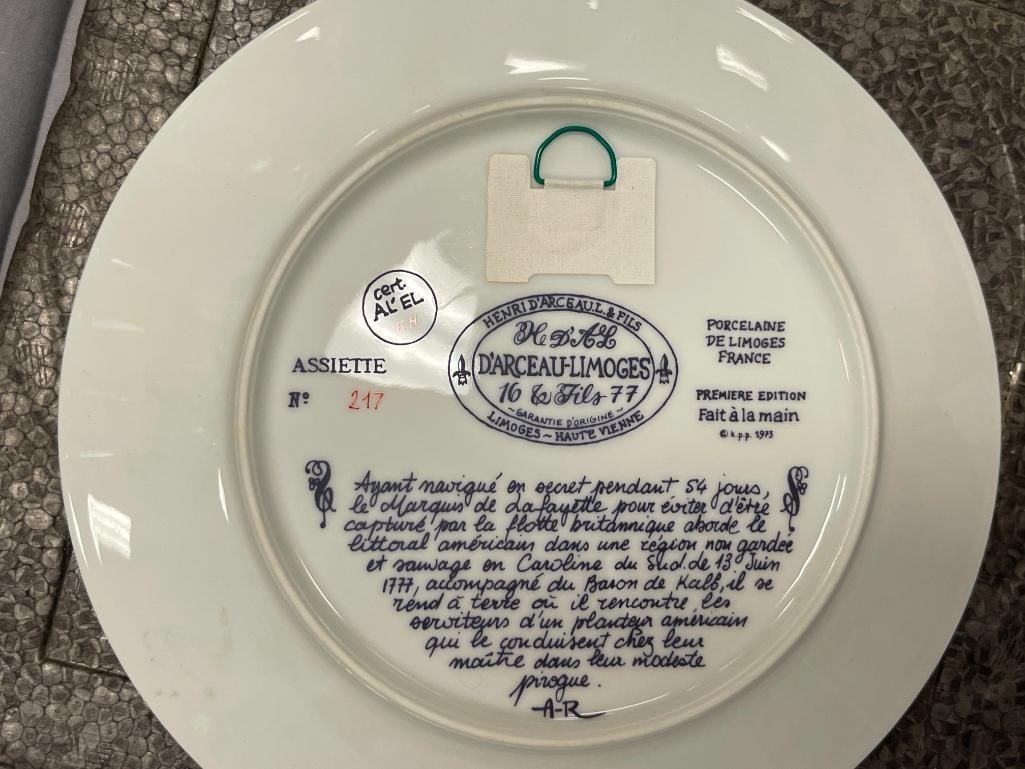 cert.
AL' EL
ASSIETTE
Nº 217
HENRI D'ARCEAU.L.& FILS
H D'AL
D'ARCEAU-LIMOGES
16 & Fils 77
~GARANTIE D'ORIGINE~
LIMOGES ~ HAUTE VIENNE
PORCELAINE
DE LIMOGES
FRANCE
PREMIERE EDITION
Fait à la main
© k.p.p. 1973
Ayant navigué en secret pendant 54 jours,
le Marquis de Lafayette pour éviter d'être
capturé par la flotte britannique aborde le
littoral américain dans une région non gardée
et sauvage en Caroline du Sud. de 13 Juin
1777, accompagné du Baron de Kalb, il se
rend à terre où il rencontre les
serviteurs d'un planteur américain
qui le conduisent chez leur
maître dans leur modeste
pirogue.
A-R